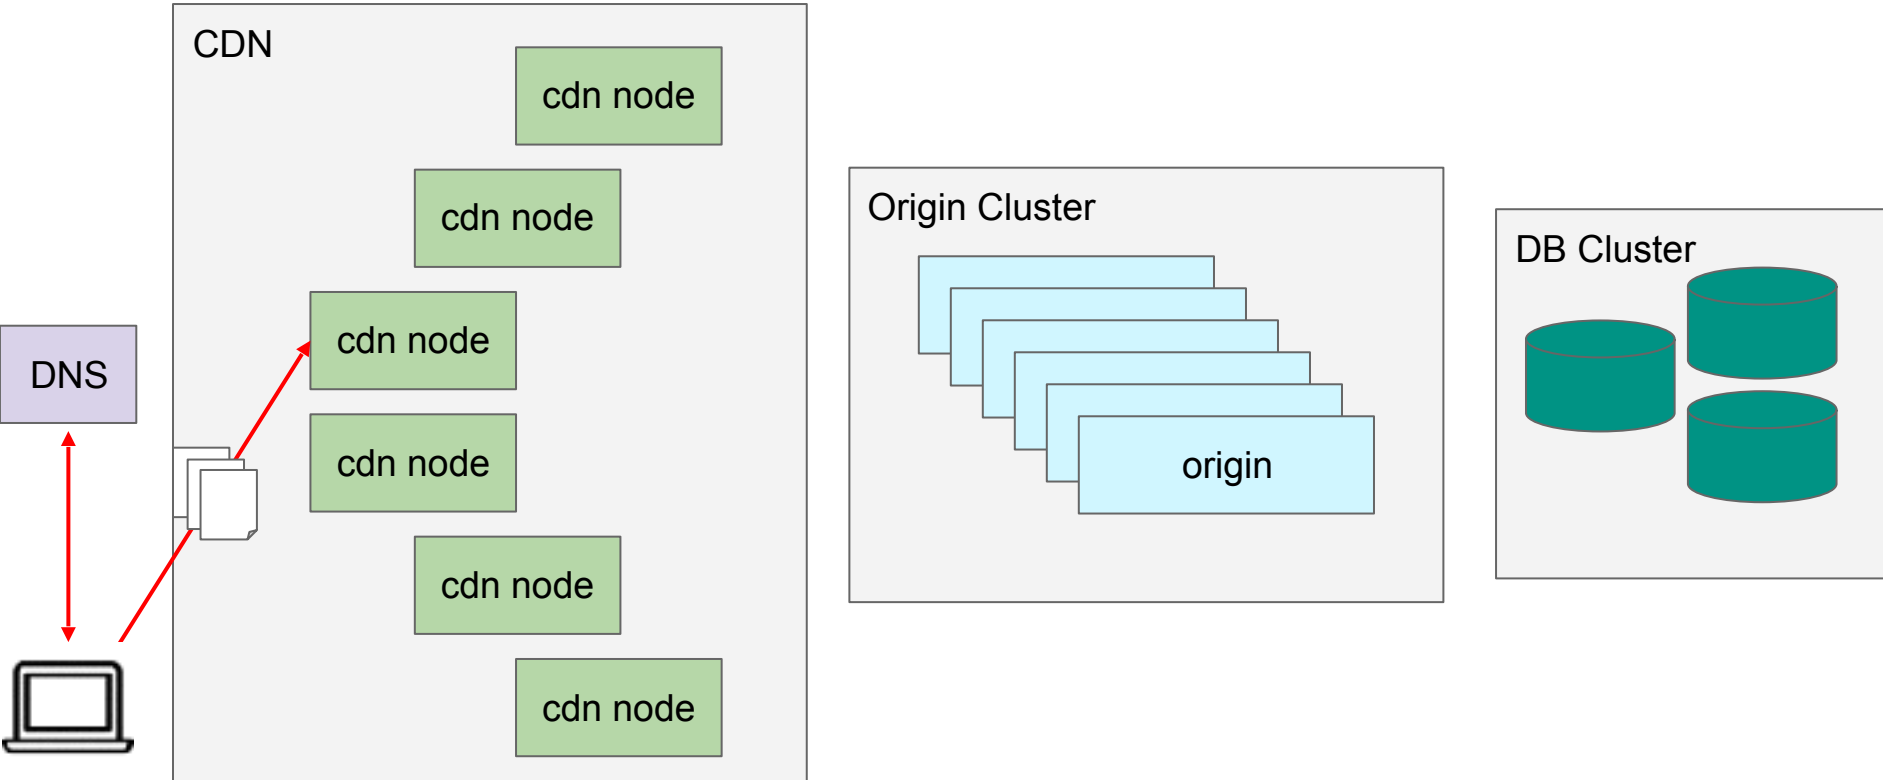 CDN
cdn node
cdn node
cdn node
cdn node
cdn node
cdn node
DNS
Origin Cluster
origin
DB Cluster